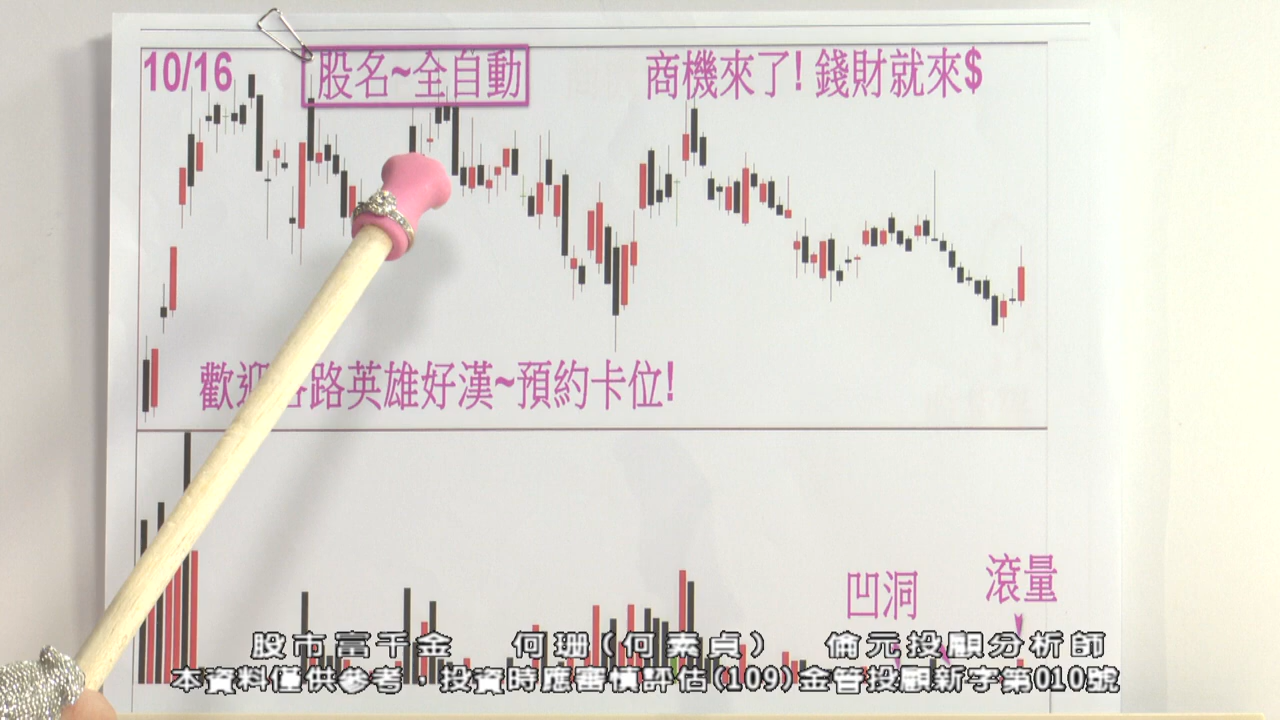 10/16 股名~全自動 商機來了! 錢財就來$
歡迎各路英雄好漢~預約卡位!
凹洞 滾量
股市富千金 何珊(何素貞) 倫元投顧分析師
本資料僅供參考,投資時應審慎評估(109)金管投顧新字第010號